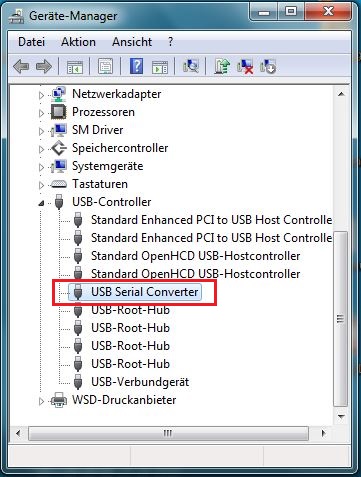 Geräte-Manager
Datei Aktion Ansicht ?
Netzwerkadapter
Prozessoren
SM Driver
Speichercontroller
Systemgeräte
Tastaturen
USB-Controller
Standard Enhanced PCI to USB Host Controlle
Standard Enhanced PCI to USB Host Controlle
Standard OpenHCD USB-Hostcontroller
Standard OpenHCD USB-Hostcontroller
USB Serial Converter
USB-Root-Hub
USB-Root-Hub
USB-Root-Hub
USB-Root-Hub
USB-Verbundgerät
WSD-Druckanbieter